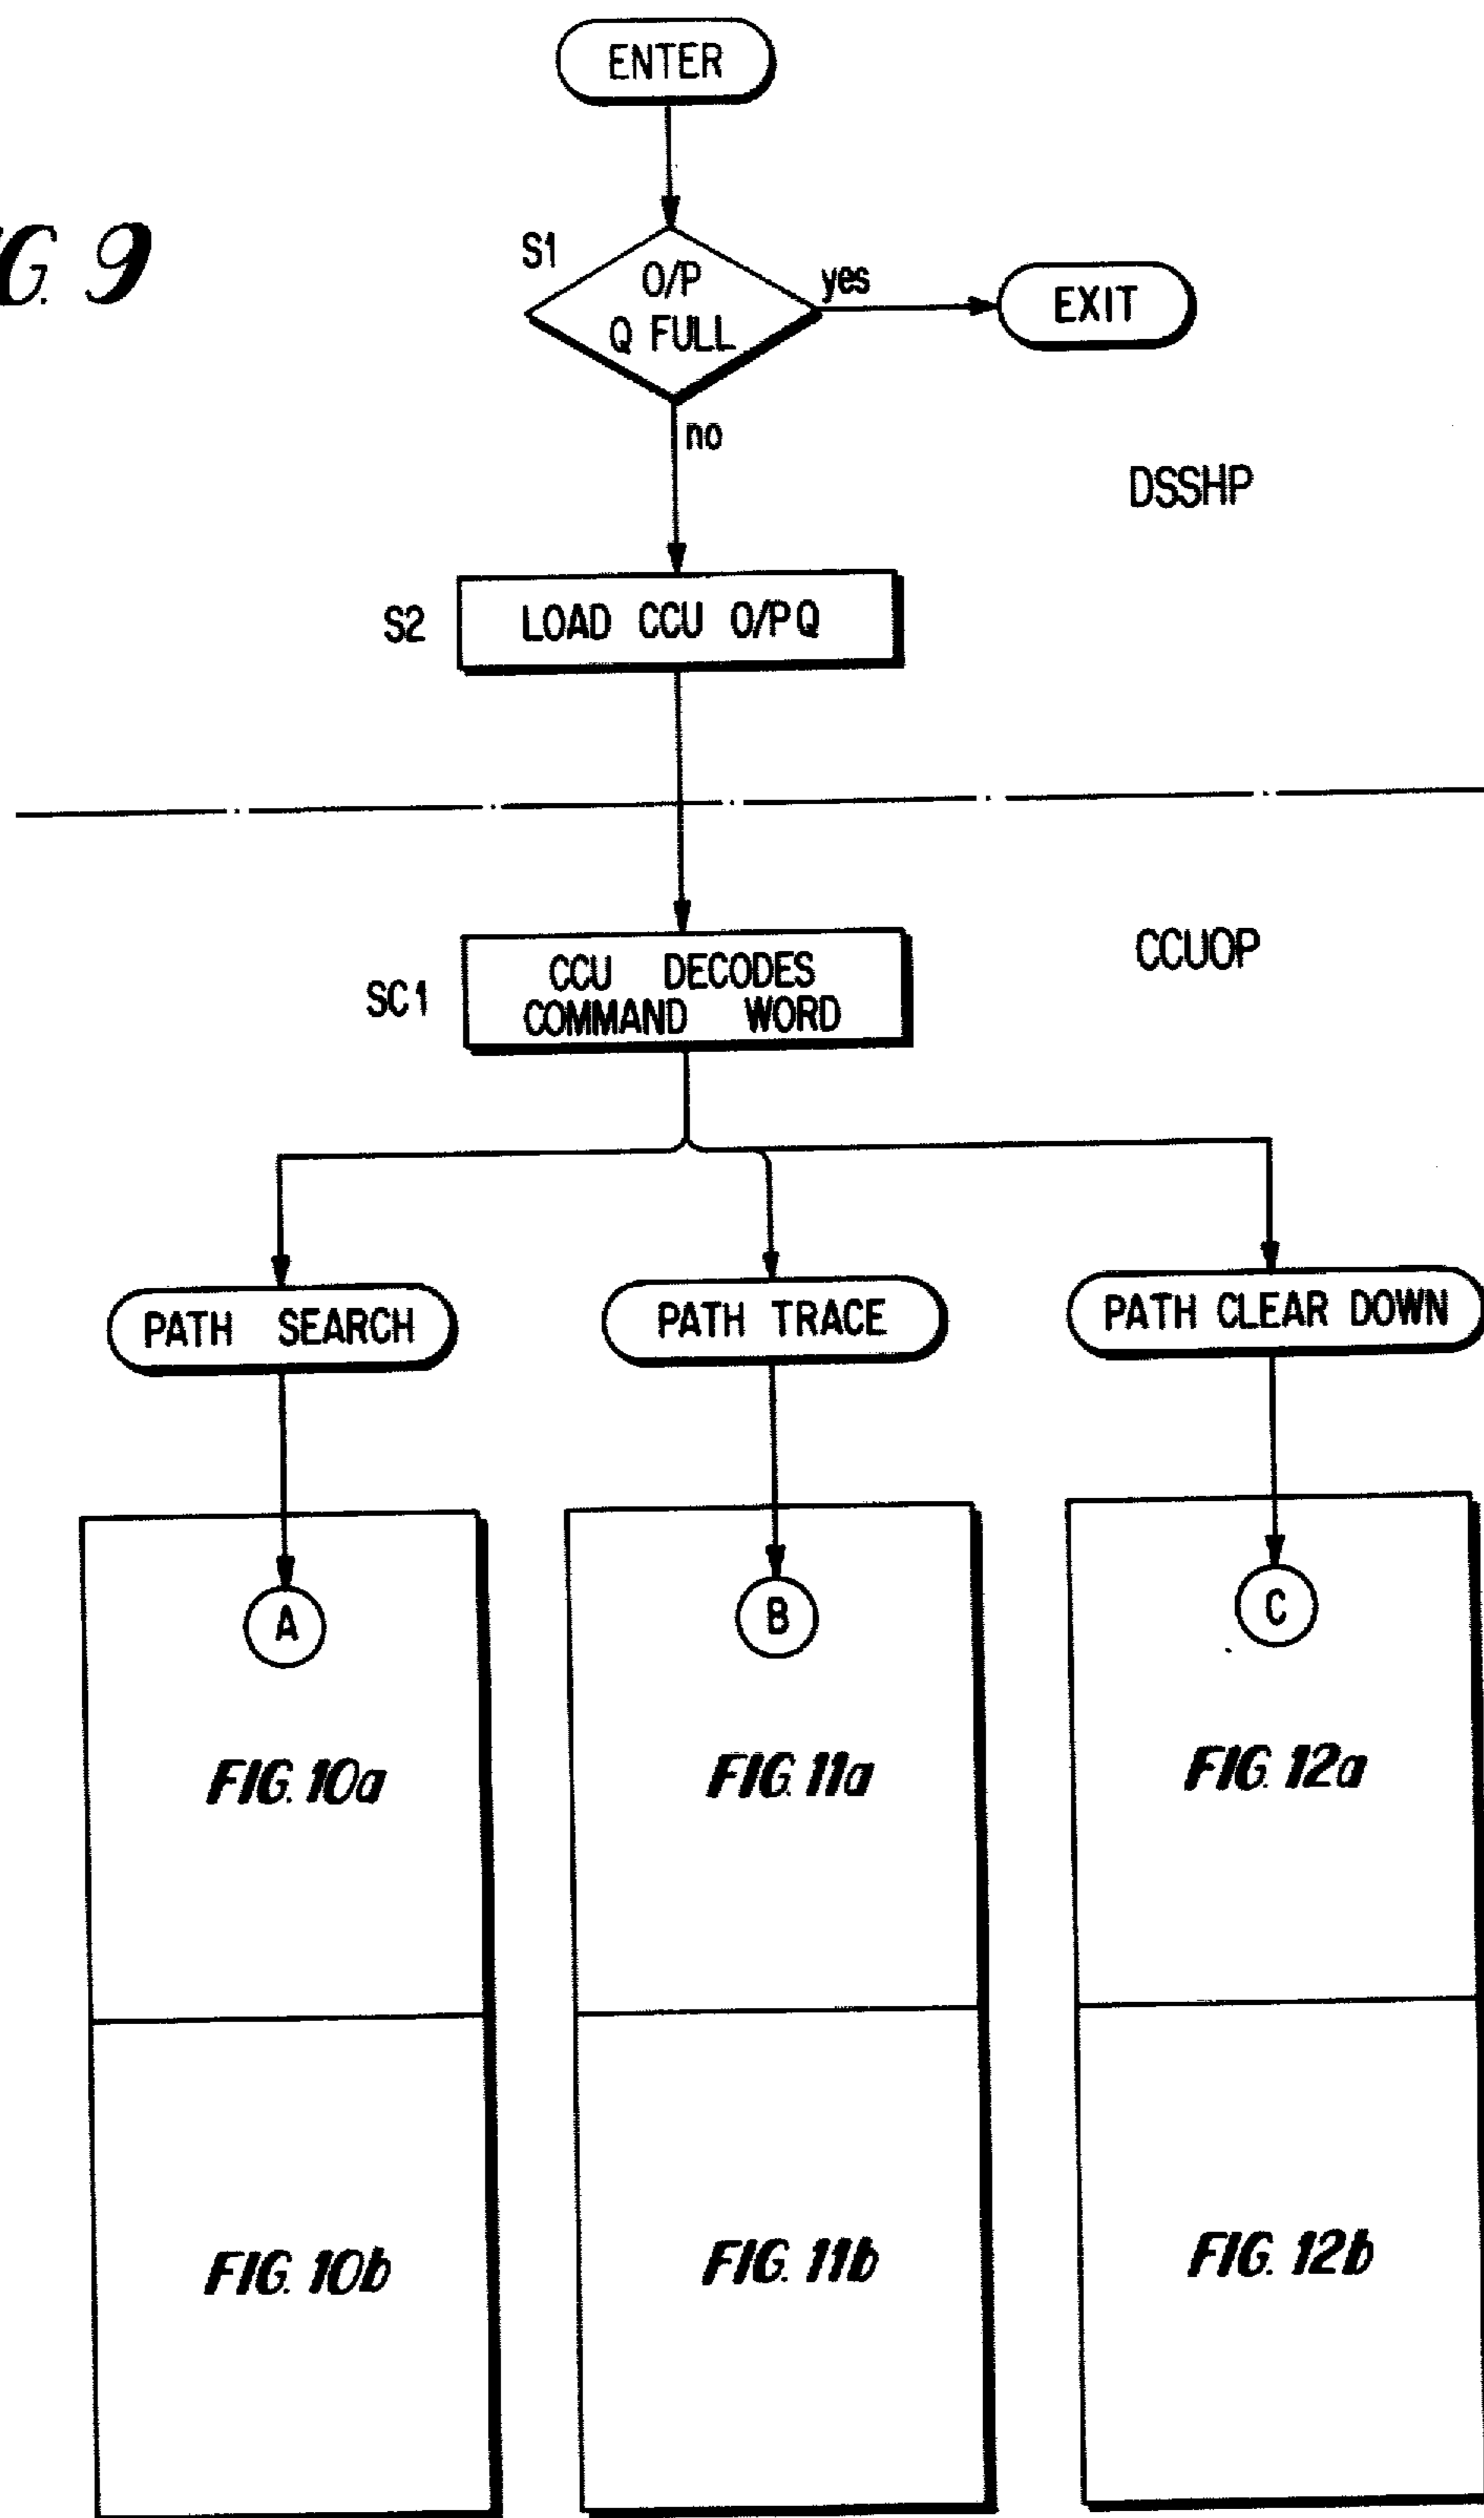 ENTER
G. 9
S1
O/P
Q FULL
yes
EXIT
no
DSSHP
S2
LOAD CCU O/PQ
CCUOP
SC1
CCU DECODES
COMMAND WORD
PATH SEARCH
PATH TRACE
PATH CLEAR DOWN
A
B
C
FIG. 10a
FIG. 11a
FIG. 12a
FIG. 10b
FIG. 11b
FIG. 12b